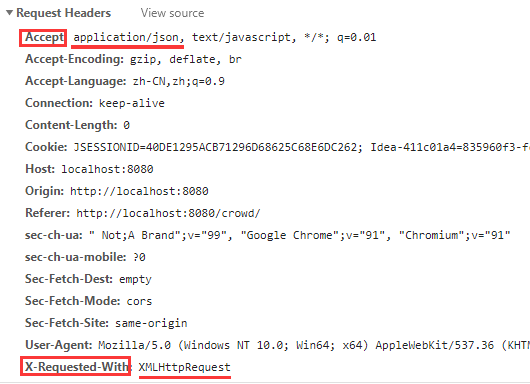 Request Headers View source
Accept: application/json, text/javascript, */*; q=0.01
Accept-Encoding: gzip, deflate, br
Accept-Language: zh-CN,zh;q=0.9
Connection: keep-alive
Content-Length: 0
Cookie: JSESSIONID=40DE1295ACB71296D68625C68E6DC262; Idea-411c01a4=835960f3-f
Host: localhost:8080
Origin: http://localhost:8080
Referer: http://localhost:8080/crowd/
sec-ch-ua: " Not;A Brand";v="99", "Google Chrome";v="91", "Chromium";v="91"
sec-ch-ua-mobile: ?0
Sec-Fetch-Dest: empty
Sec-Fetch-Mode: cors
Sec-Fetch-Site: same-origin
User-Agent: Mozilla/5.0 (Windows NT 10.0; Win64; x64) AppleWebKit/537.36 (KHT
X-Requested-With: XMLHttpRequest